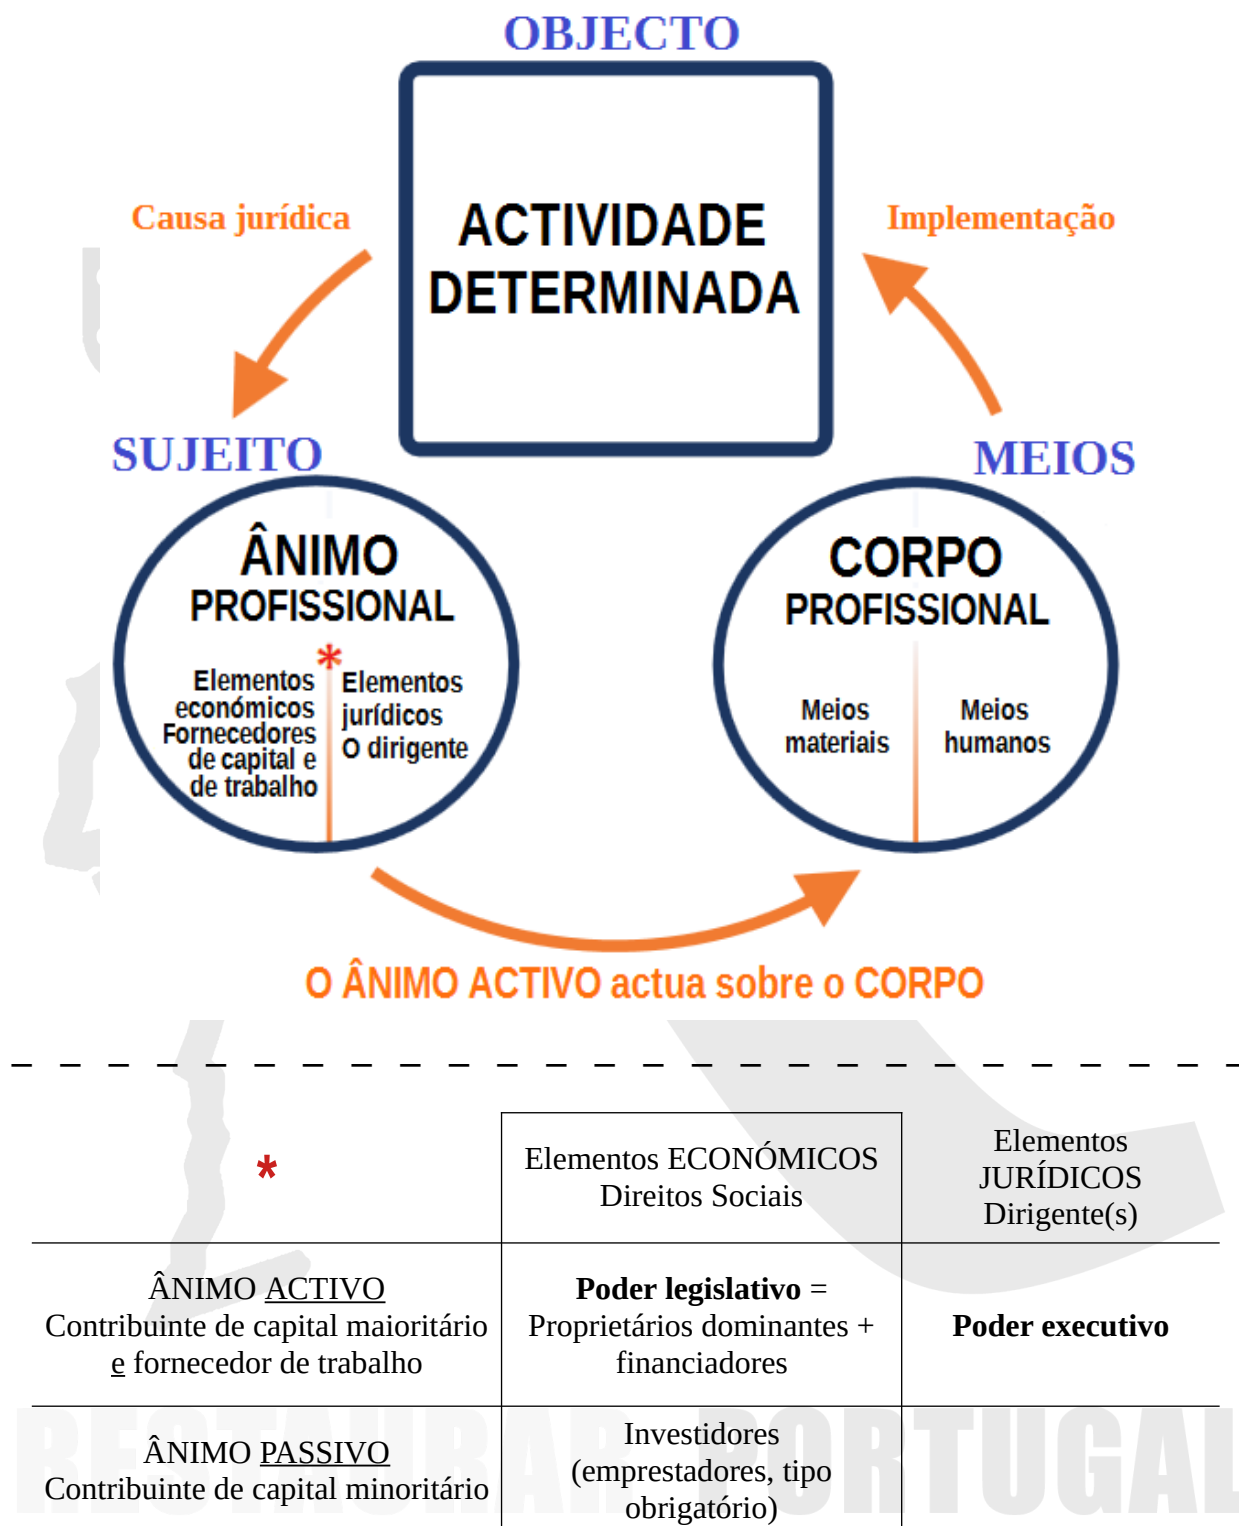 OBJECTO
Causa jurídica
ACTIVIDADE
DETERMINADA
Implementação
SUJEITO
MEIOS
ÂNIMO
PROFISSIONAL
*
Elementos
económicos
Fornecedores
de capital e
de trabalho
Elementos
jurídicos
O dirigente
CORPO
PROFISSIONAL
Meios
materiais
Meios
humanos
O ÂNIMO ACTIVO actua sobre o CORPO
*
Elementos ECONÓMICOS
Direitos Sociais
Elementos
JURÍDICOS
Dirigente(s)
ÂNIMO ACTIVO
Contribuinte de capital maioritário
e fornecedor de trabalho
Poder legislativo =
Proprietários dominantes +
financiadores
Poder executivo
ÂNIMO PASSIVO
Contribuinte de capital minoritário
Investidores
(emprestadores, tipo
obrigatório)
RESTAURAR PORTUGAL